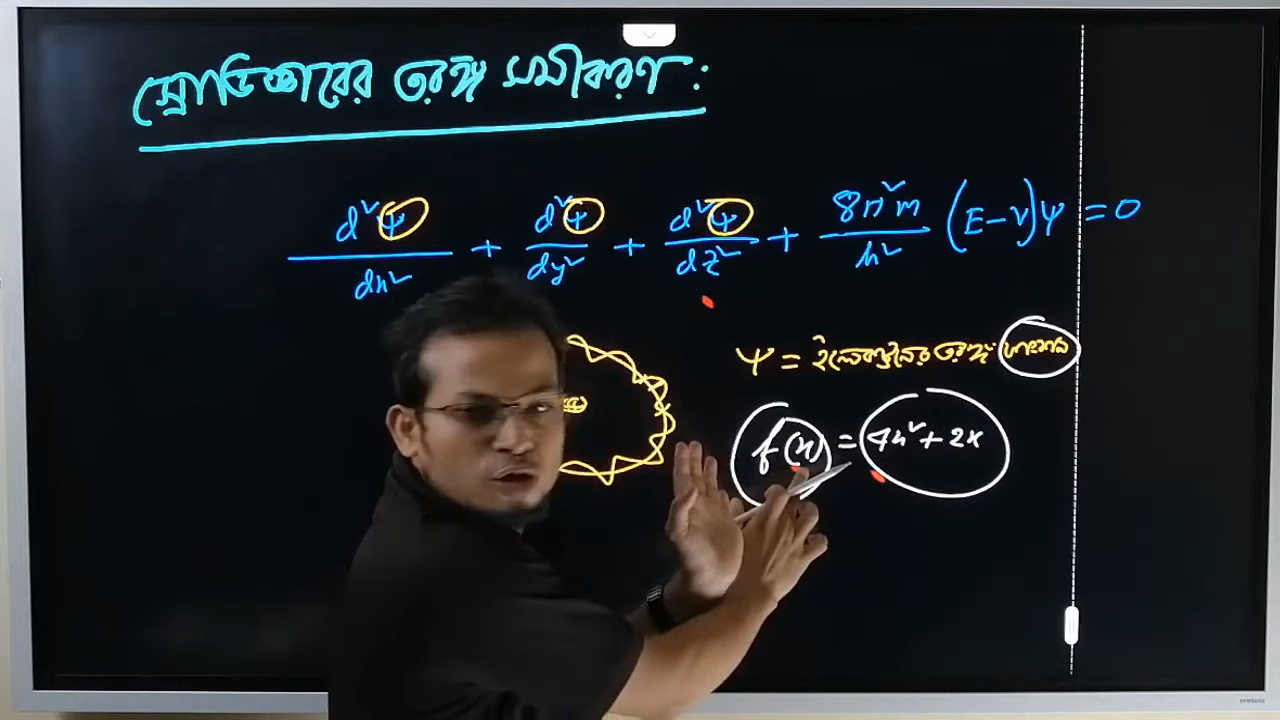 স্রোডিঞ্জারের তরঙ্গ সমীকরণ:
d²Ψ/dx² + d²Ψ/dy² + d²Ψ/dz² + 8π²m/h² (E-V)Ψ = 0
Ψ = ইলেকট্রনের তরঙ্গ ফাংশন
f(x) = 4x² + 2x
SAMSUNG